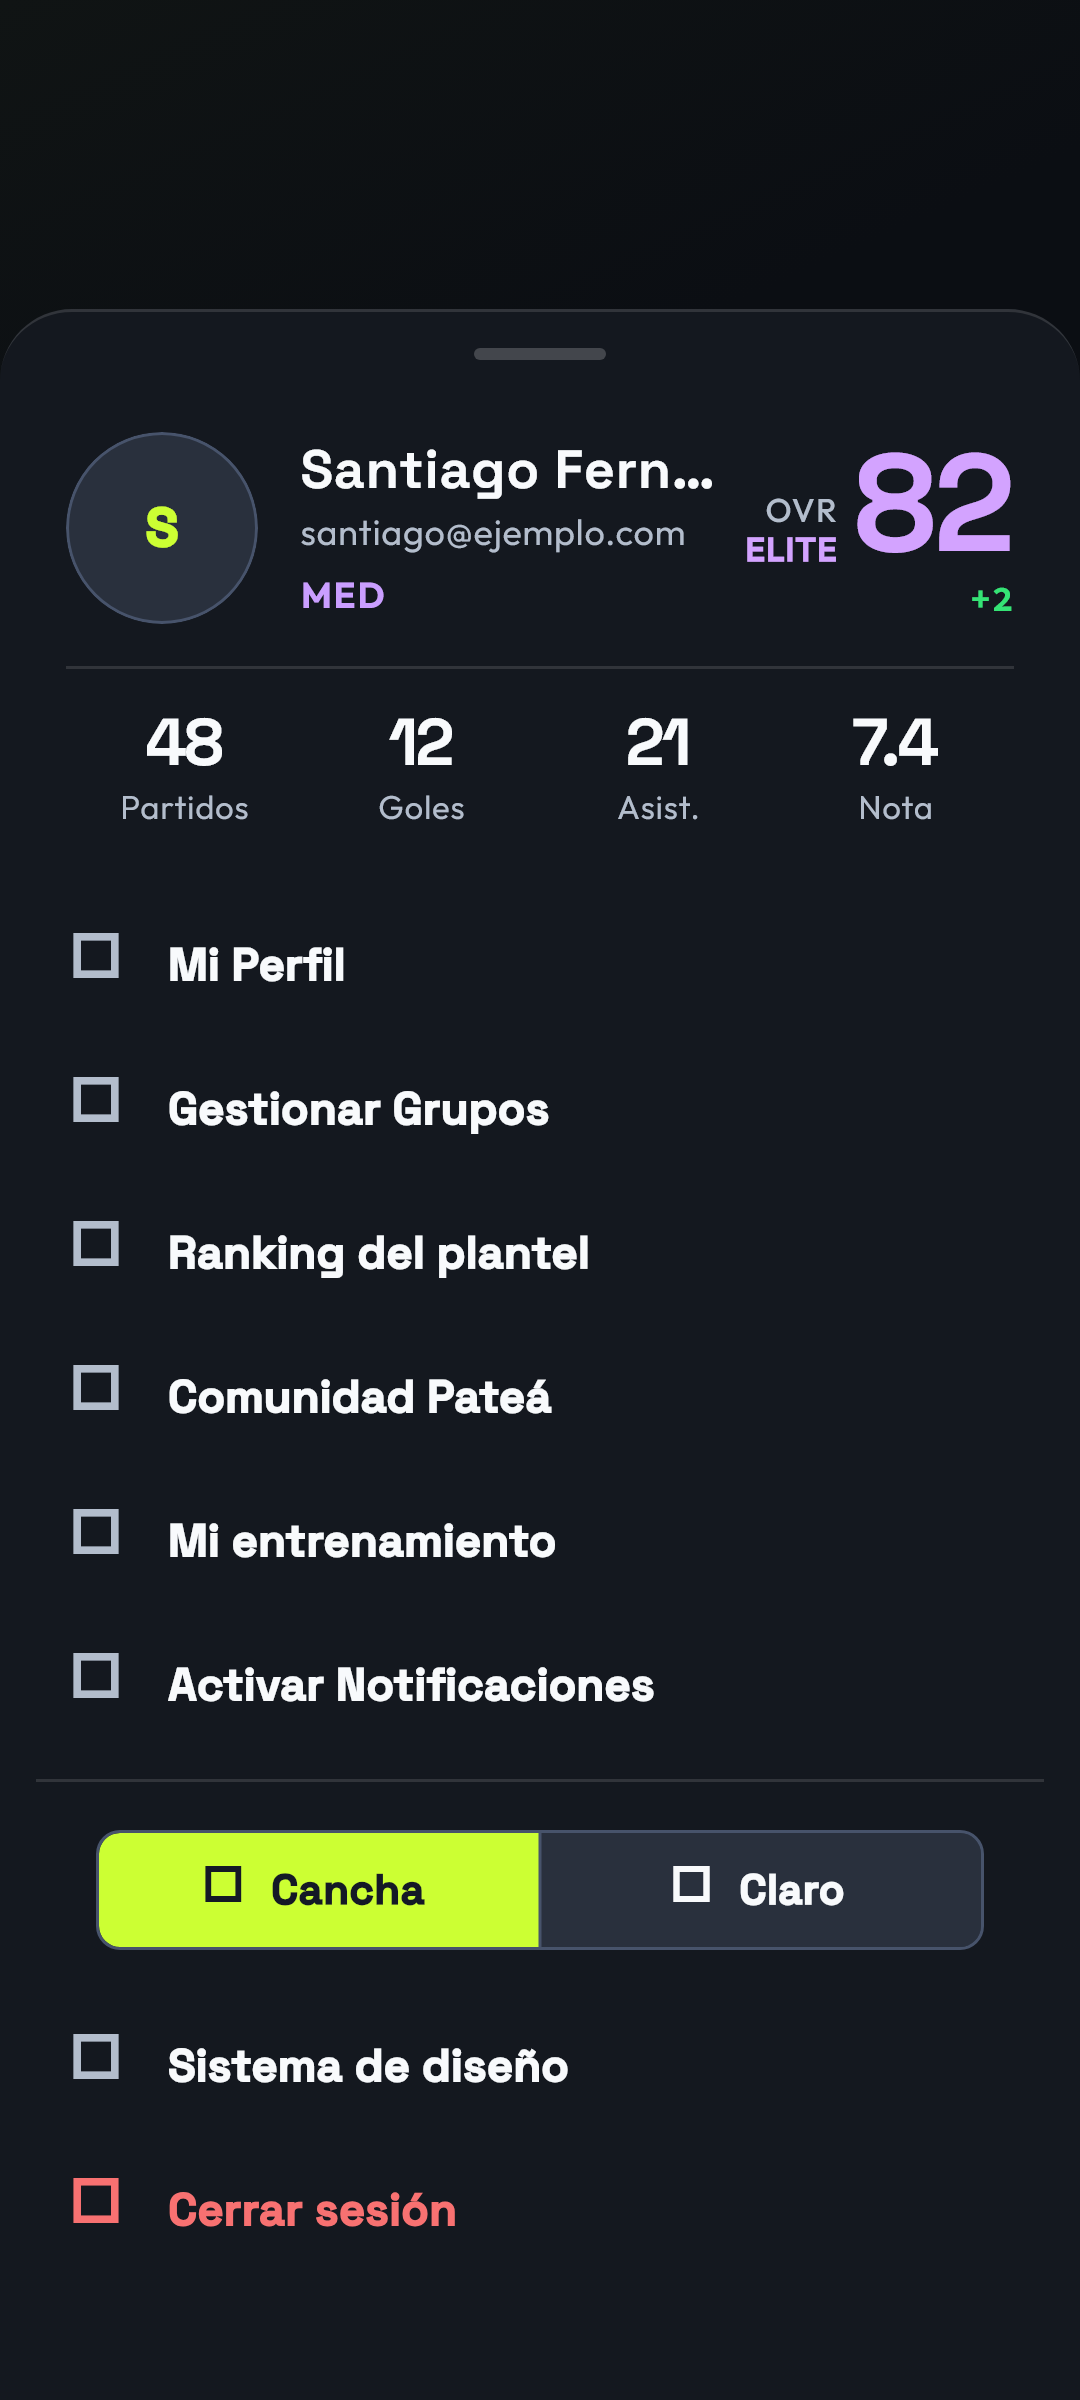 S
Santiago Fern...
santiago@ejemplo.com
MED
OVR
ELITE
82
+2
48 12 21 7.4
Partidos Goles Asist. Nota
Mi Perfil
Gestionar Grupos
Ranking del plantel
Comunidad Pateá
Mi entrenamiento
Activar Notificaciones
Cancha Claro
Sistema de diseño
Cerrar sesión